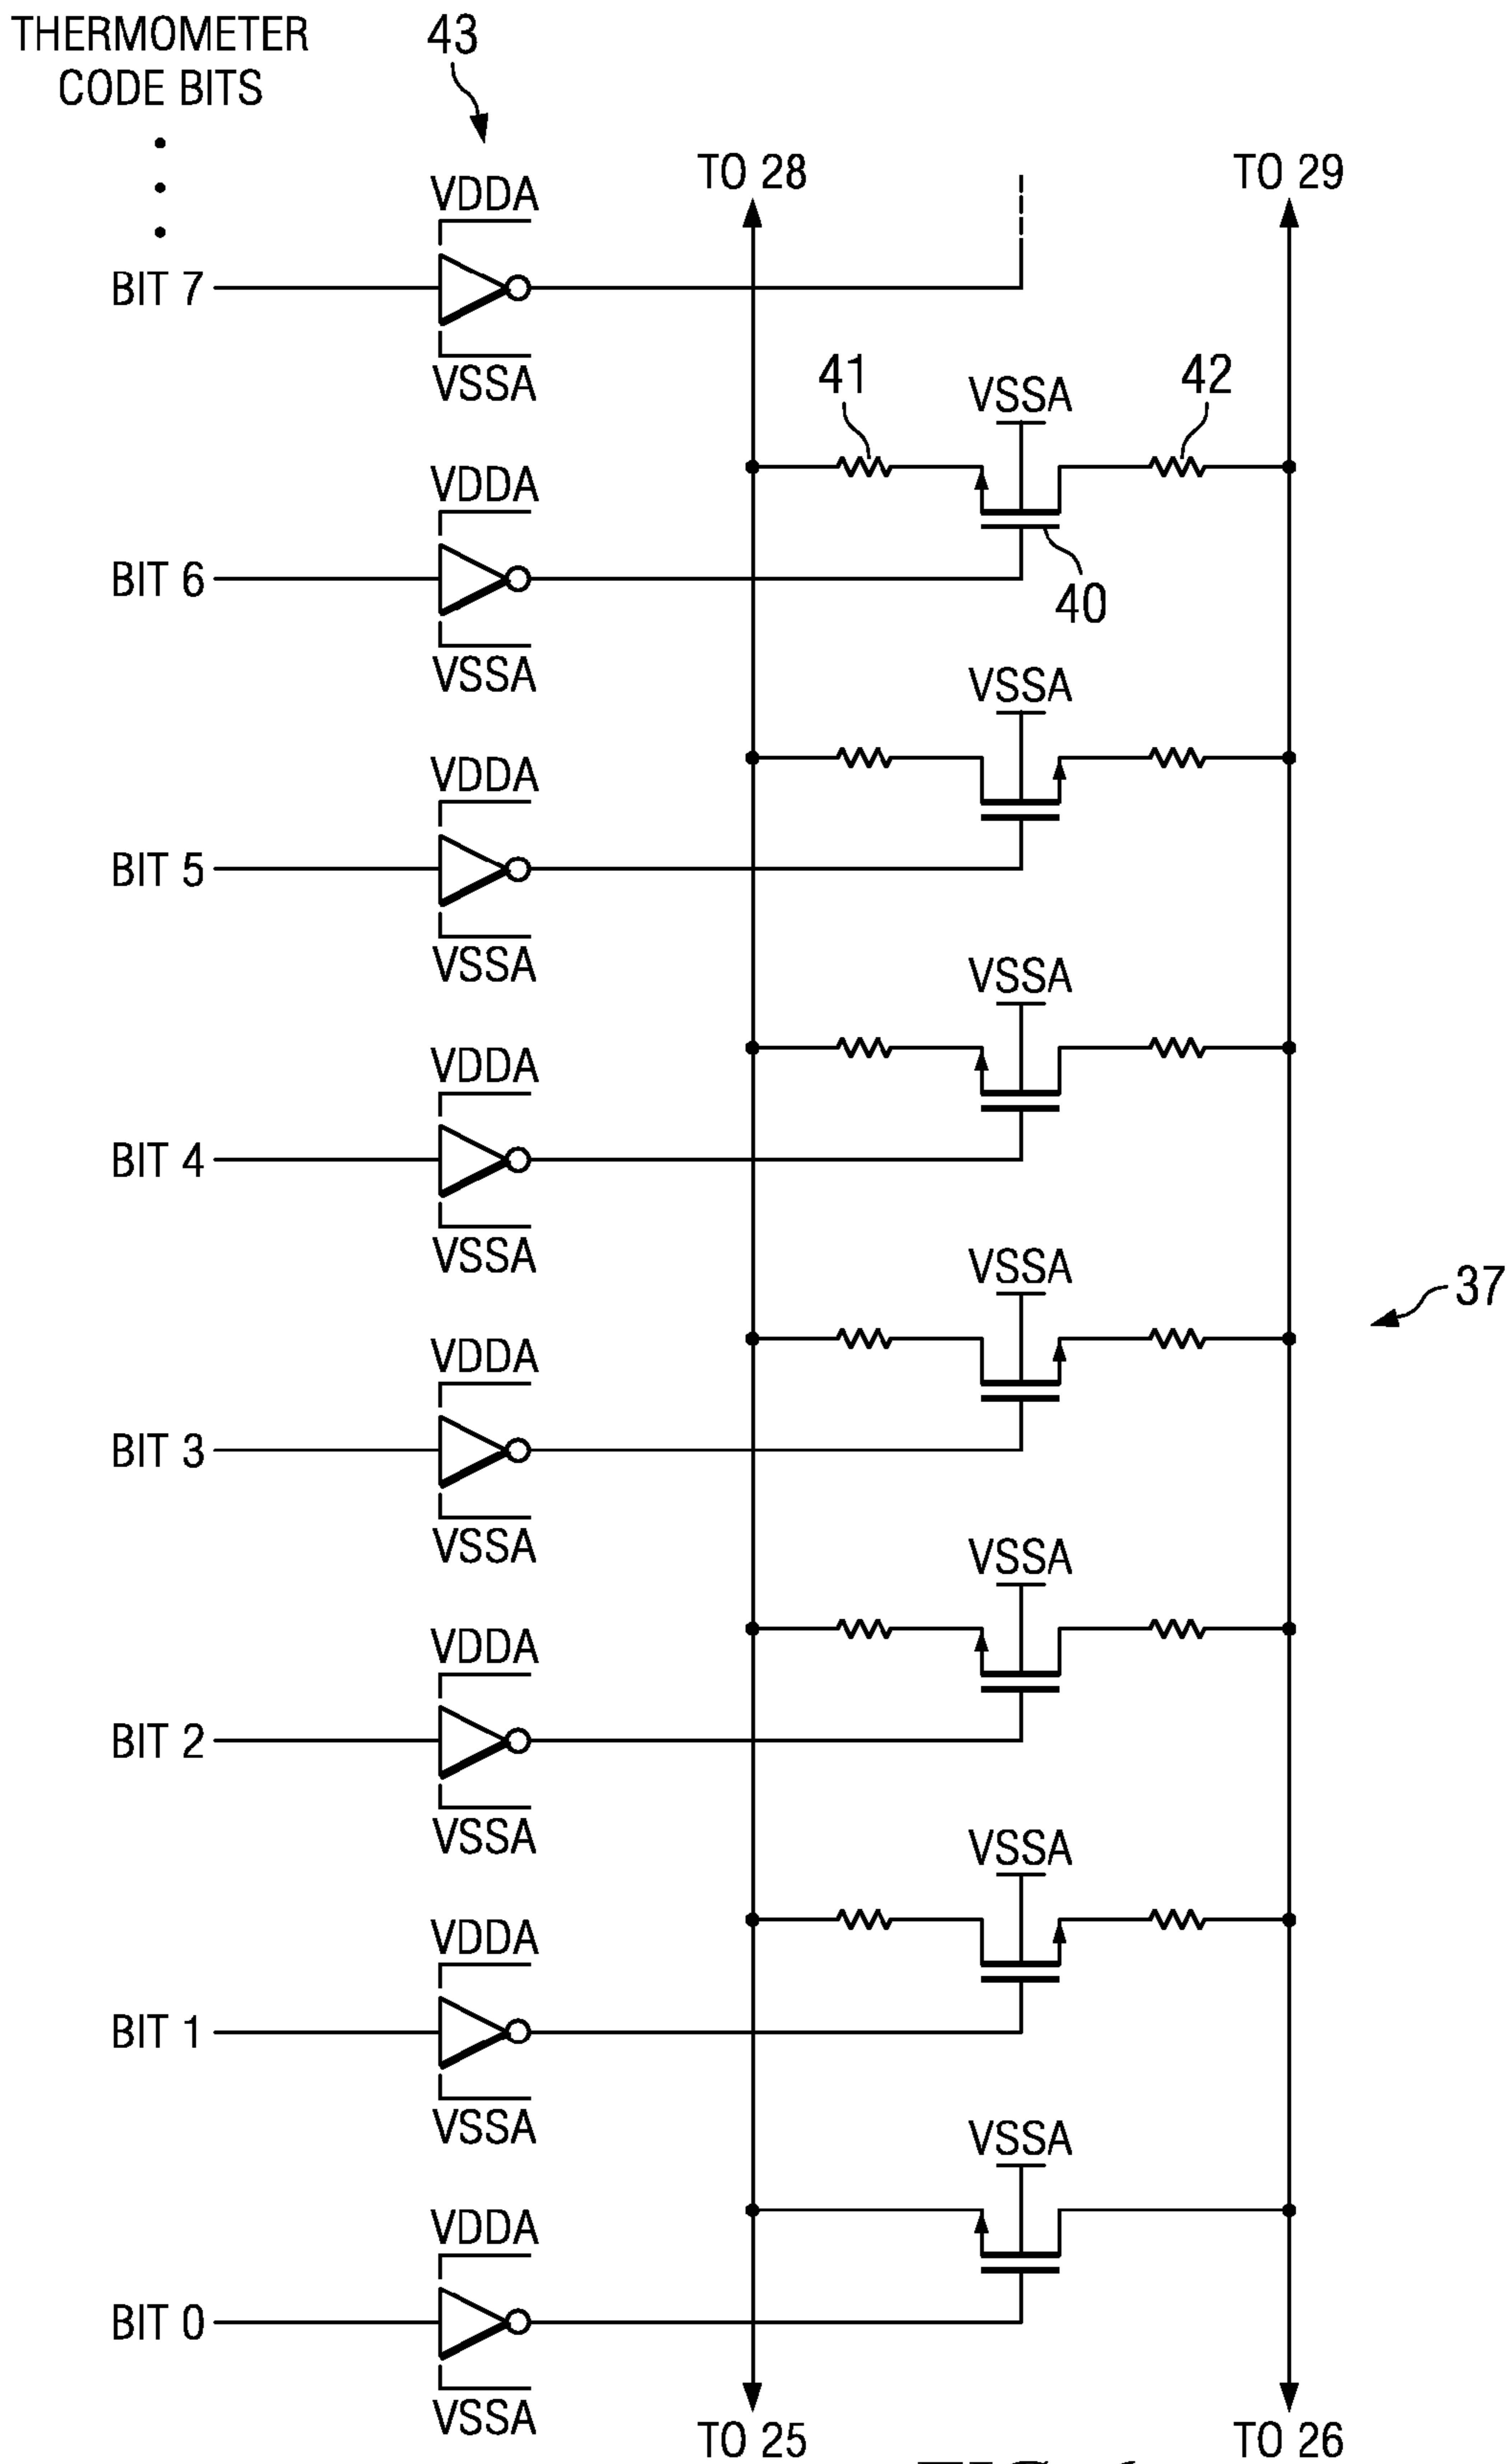 THERMOMETER
CODE BITS
43
VDDA
TO 28
TO 29
BIT 7
VSSA
41
VSSA
42
VDDA
BIT 6
40
VSSA
VSSA
VDDA
BIT 5
VSSA
VSSA
VDDA
BIT 4
VSSA
VSSA
37
VDDA
BIT 3
VSSA
VSSA
VDDA
BIT 2
VSSA
VSSA
VDDA
BIT 1
VSSA
VSSA
VDDA
BIT 0
VSSA
TO 25
TO 26